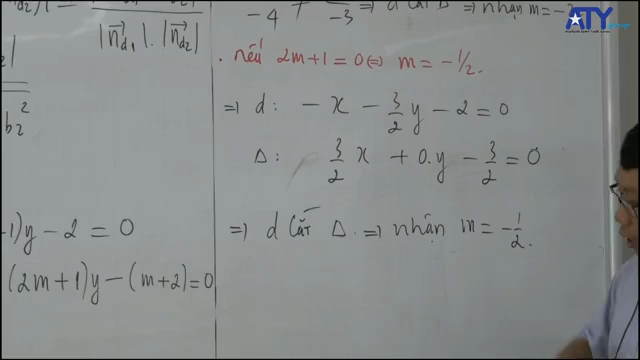 |n⃗d₁|.|n⃗d₂|
b₂²
-1)y - 2 = 0
(2m+1)y - (m+2) = 0
-4 -3 ⇒ d cắt Δ ⇒ nhận m = -2
. nếu 2m+1 = 0 ⇔ m = -1/2.
⇒ d: -x - 3/2 y - 2 = 0
Δ: 3/2 x + 0.y - 3/2 = 0
⇒ d cắt Δ. ⇒ nhận m = -1/2.
ATY